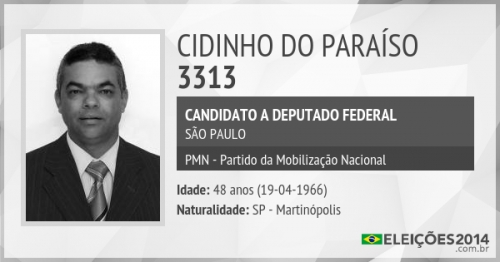 CIDINHO DO PARAÍSO
3313
CANDIDATO A DEPUTADO FEDERAL
SÃO PAULO
PMN - Partido da Mobilização Nacional
Idade: 48 anos (19-04-1966)
Naturalidade: SP - Martinópolis
ELEIÇÕES2014
.com.br